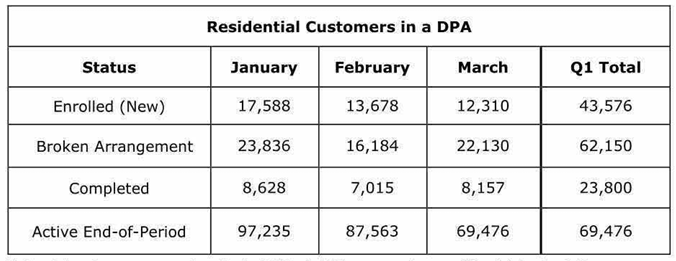 Residential Customers in a DPA
Status January February March Q1 Total
Enrolled (New) 17,588 13,678 12,310 43,576
Broken Arrangement 23,836 16,184 22,130 62,150
Completed 8,628 7,015 8,157 23,800
Active End-of-Period 97,235 87,563 69,476 69,476